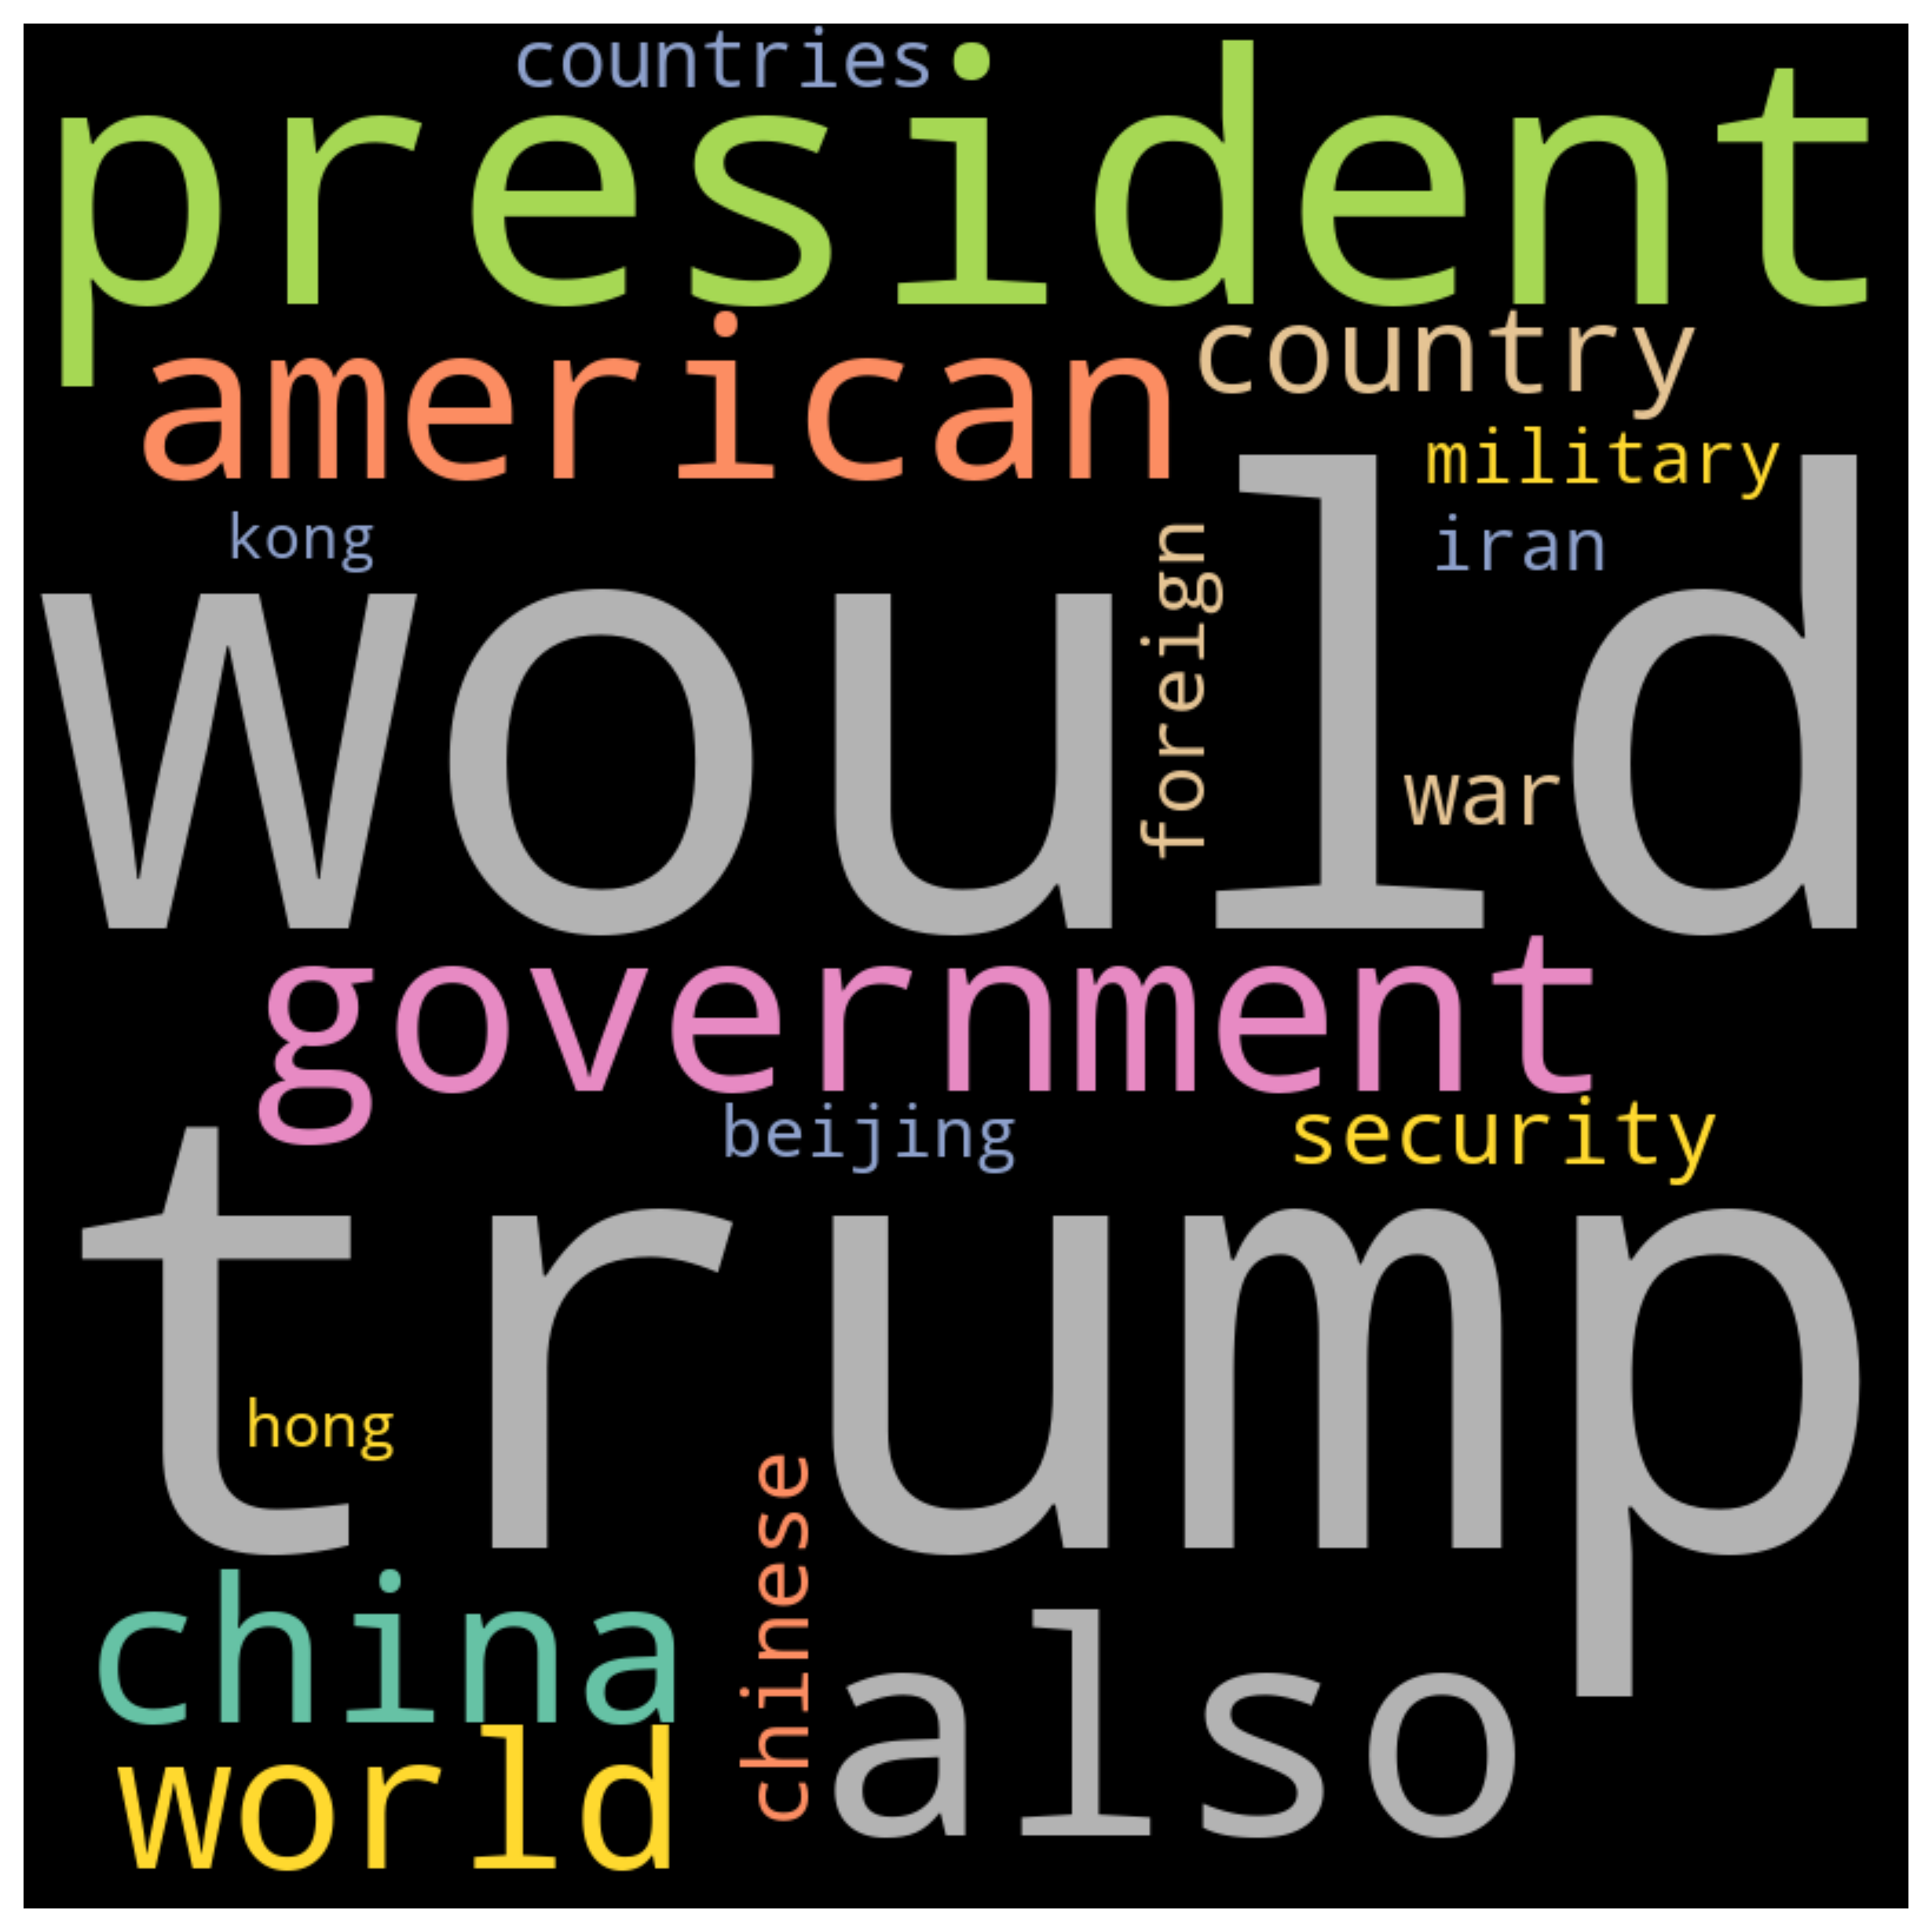 countries
president
american
country
military
kong
iran
foreign
would
war
government
beijing
security
trump
hong
chinese
china
also
world